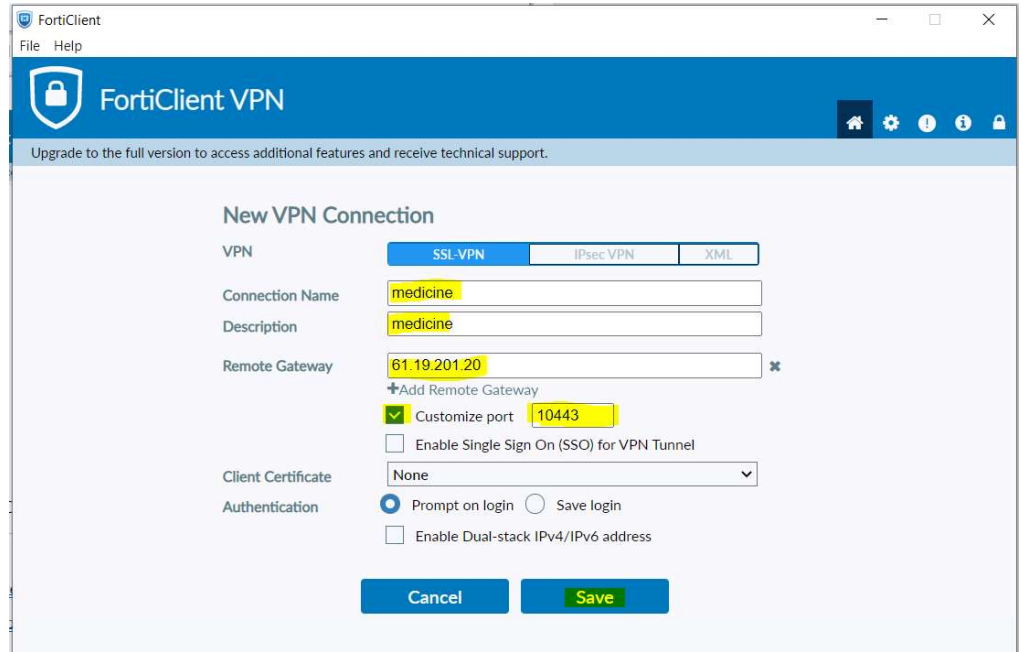 FortiClient
File Help
FortiClient VPN
Upgrade to the full version to access additional features and receive technical support.
New VPN Connection
VPN SSL-VPN IPsec VPN XML
Connection Name medicine
Description medicine
Remote Gateway 61.19.201.20
+Add Remote Gateway
Customize port 10443
Enable Single Sign On (SSO) for VPN Tunnel
Client Certificate None
Authentication Prompt on login Save login
Enable Dual-stack IPv4/IPv6 address
Cancel Save